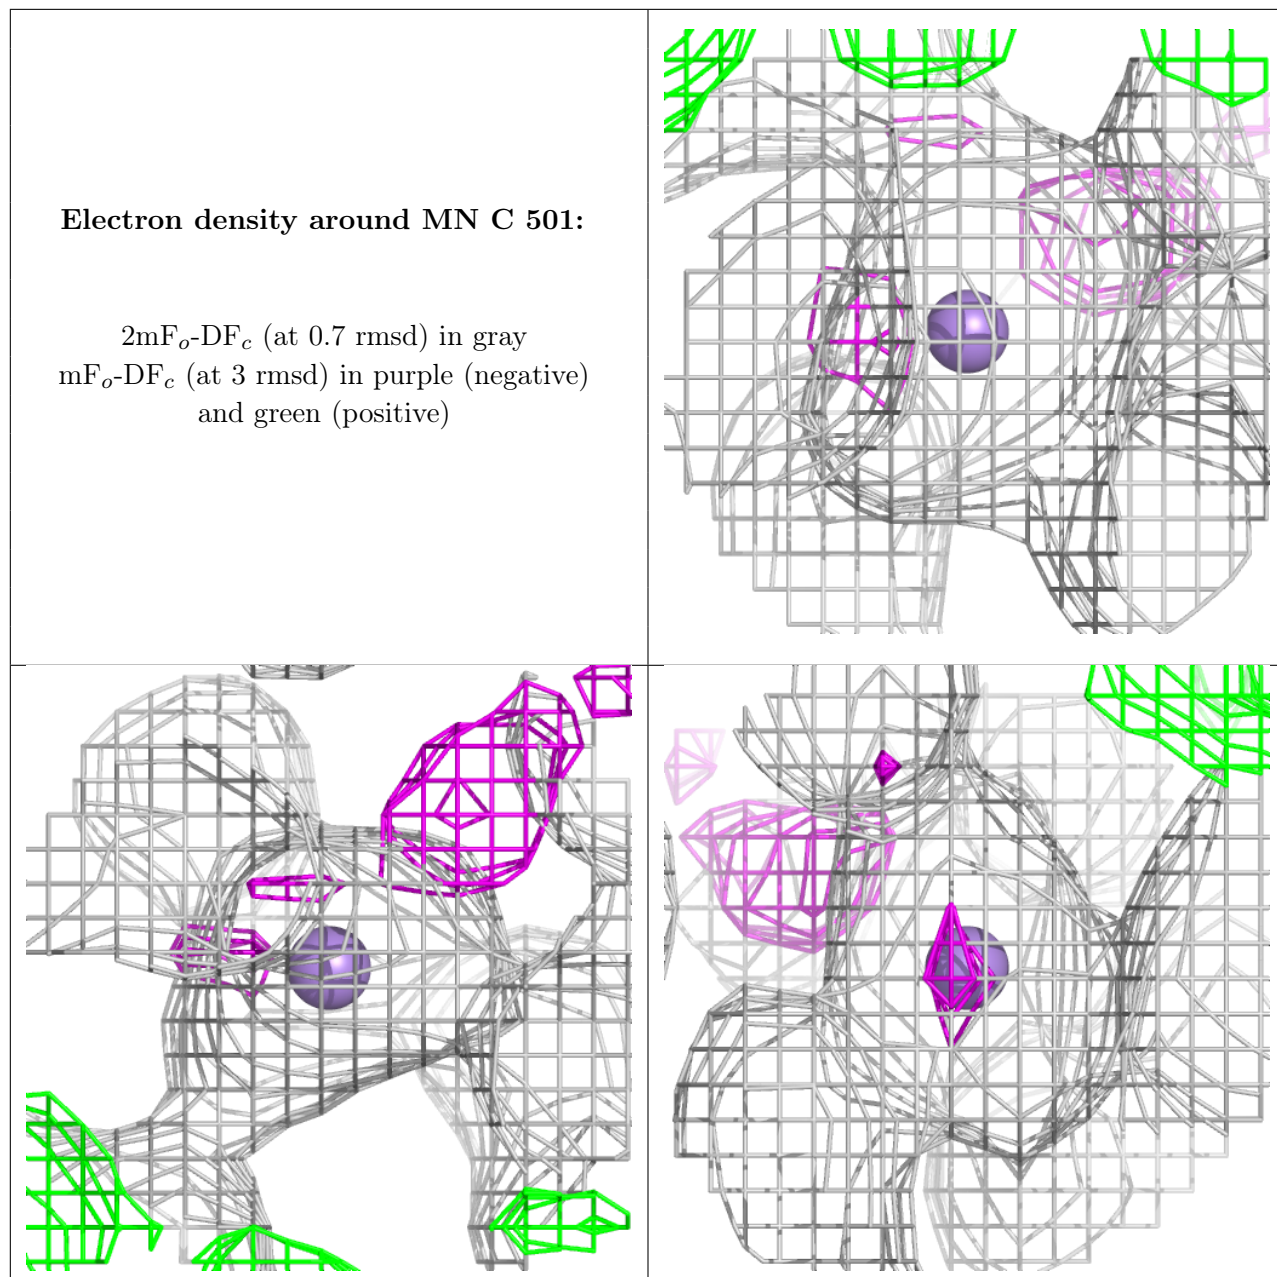 Electron density around MN C 501:
2mFo-DFc (at 0.7 rmsd) in gray
mFo-DFc (at 3 rmsd) in purple (negative)
and green (positive)